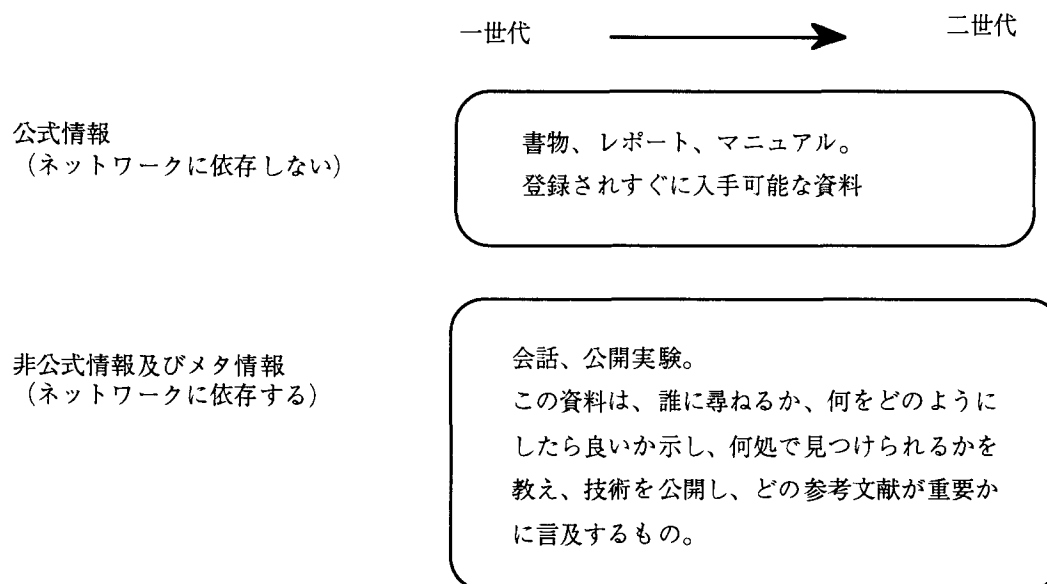 一世代
二世代
公式情報
（ネットワークに依存しない）
書物、レポート、マニュアル。
登録されすぐに入手可能な資料
非公式情報及びメタ情報
（ネットワークに依存する）
会話、公開実験。
この資料は、誰に尋ねるか、何をどのように
したら良いか示し、何処で見つけられるかを
教え、技術を公開し、どの参考文献が重要か
に言及するもの。